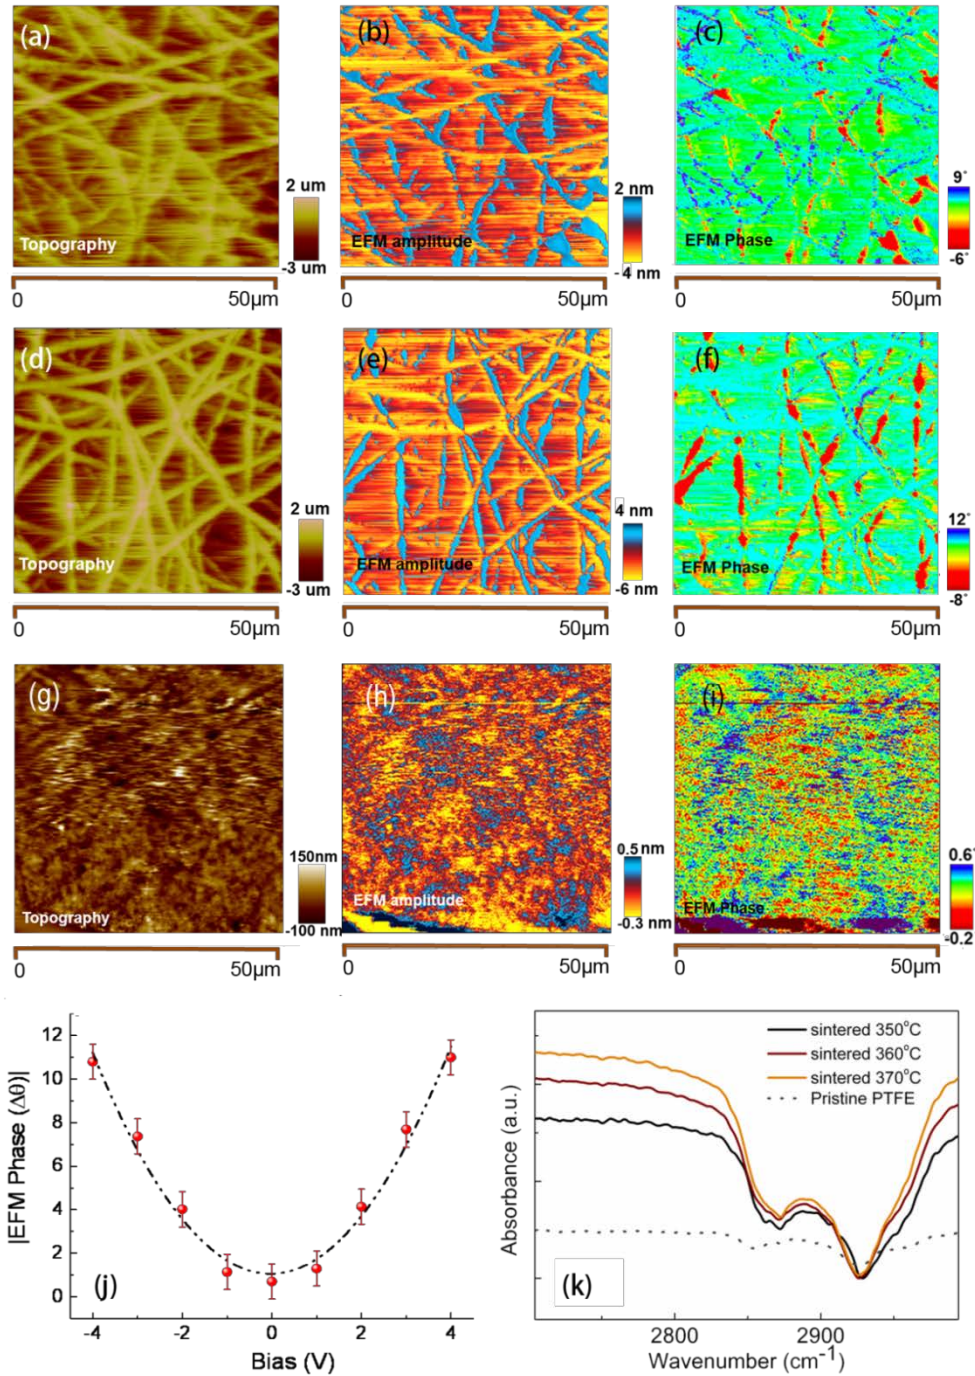 (a)
(b)
(c)
2 um
2 nm
9°
Topography
EFM amplitude
EFM Phase
-3 um
-4 nm
-6°
0 50µm
0 50µm
0 50µm
(d)
(e)
(f)
2 um
4 nm
12°
Topography
EFM amplitude
EFM Phase
-3 um
-6 nm
-8°
0 50µm
0 50µm
0 50µm
(g)
(h)
(i)
150nm
0.5 nm
0.6°
Topography
EFM amplitude
EFM Phase
-100 nm
-0.3 nm
-0.2
0 50µm
0 50µm
0 50µm
|EFM Phase (Δθ)|
12
10
8
6
4
2
0
(j)
-4 -2 0 2 4
Bias (V)
Absorbance (a.u.)
sintered 350°C
sintered 360°C
sintered 370°C
Pristine PTFE
(k)
2800 2900
Wavenumber (cm⁻¹)